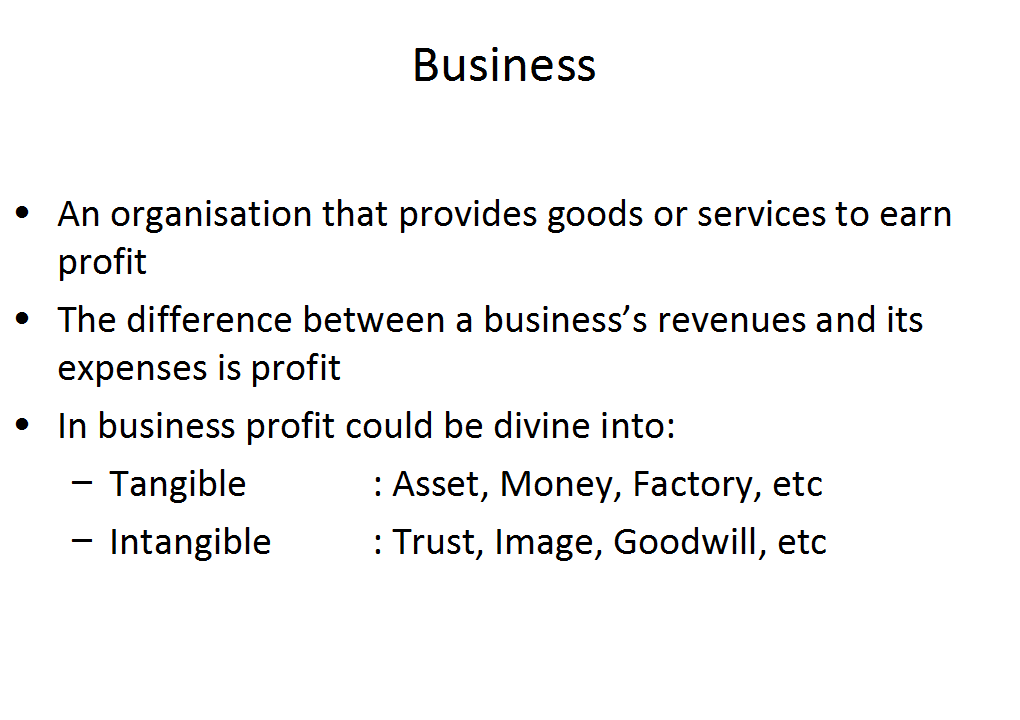 Business
• An organisation that provides goods or services to earn
profit
• The difference between a business’s revenues and its
expenses is profit
• In business profit could be divine into:
– Tangible : Asset, Money, Factory, etc
– Intangible : Trust, Image, Goodwill, etc